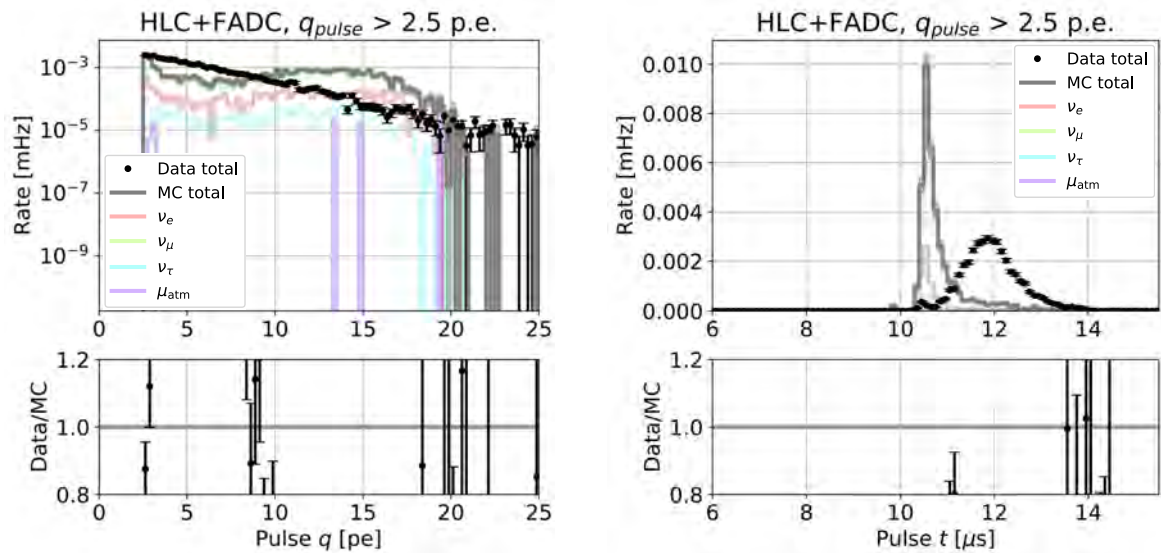 HLC+FADC, q_pulse > 2.5 p.e.
Rate [mHz]
10⁻³
10⁻⁵
10⁻⁷
10⁻⁹
Data total
MC total
νₑ
ν_μ
ν_τ
μ_atm
0 5 10 15 20 25
Data/MC
1.2
1.0
0.8
0 5 10 15 20 25
Pulse q [pe]
HLC+FADC, q_pulse > 2.5 p.e.
Rate [mHz]
0.010
0.008
0.006
0.004
0.002
0.000
Data total
MC total
νₑ
ν_μ
ν_τ
μ_atm
6 8 10 12 14
Data/MC
1.2
1.0
0.8
6 8 10 12 14
Pulse t [μs]